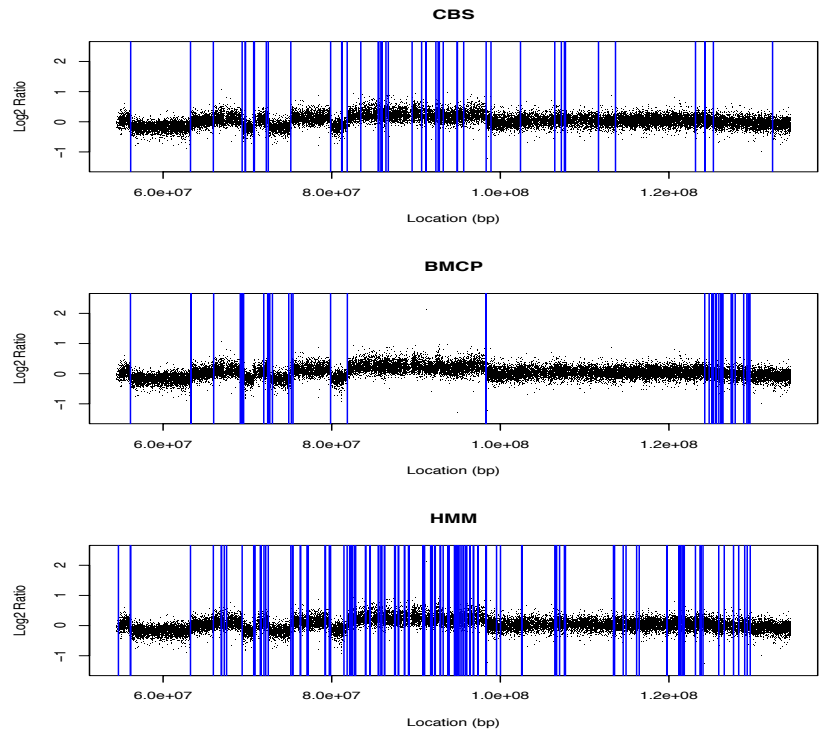 CBS
Log2 Ratio
2
1
0
-1
6.0e+07 8.0e+07 1.0e+08 1.2e+08
Location (bp)
BMCP
Log2 Ratio
2
1
0
-1
6.0e+07 8.0e+07 1.0e+08 1.2e+08
Location (bp)
HMM
Log2 Ratio
2
1
0
-1
6.0e+07 8.0e+07 1.0e+08 1.2e+08
Location (bp)